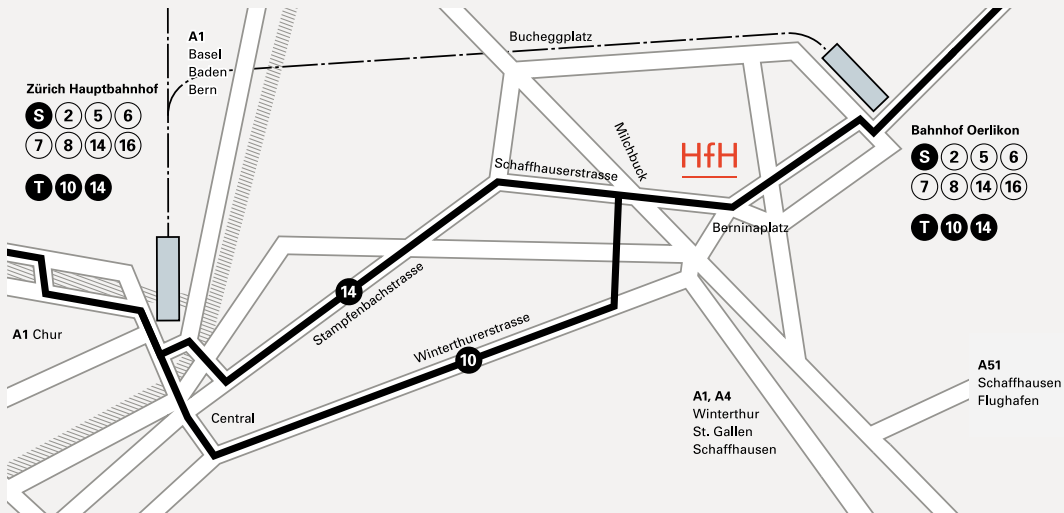 A1
Basel
Baden
Bern
Bucheggplatz
Zürich Hauptbahnhof
S 2 5 6
7 8 14 16
T 10 14
Milchbuck
HfH
Schaffhauserstrasse
Bahnhof Oerlikon
S 2 5 6
7 8 14 16
T 10 14
Berninaplatz
14
Stampfenbachstrasse
A1 Chur
Winterthurerstrasse
10
Central
A1, A4
Winterthur
St. Gallen
Schaffhausen
A51
Schaffhausen
Flughafen